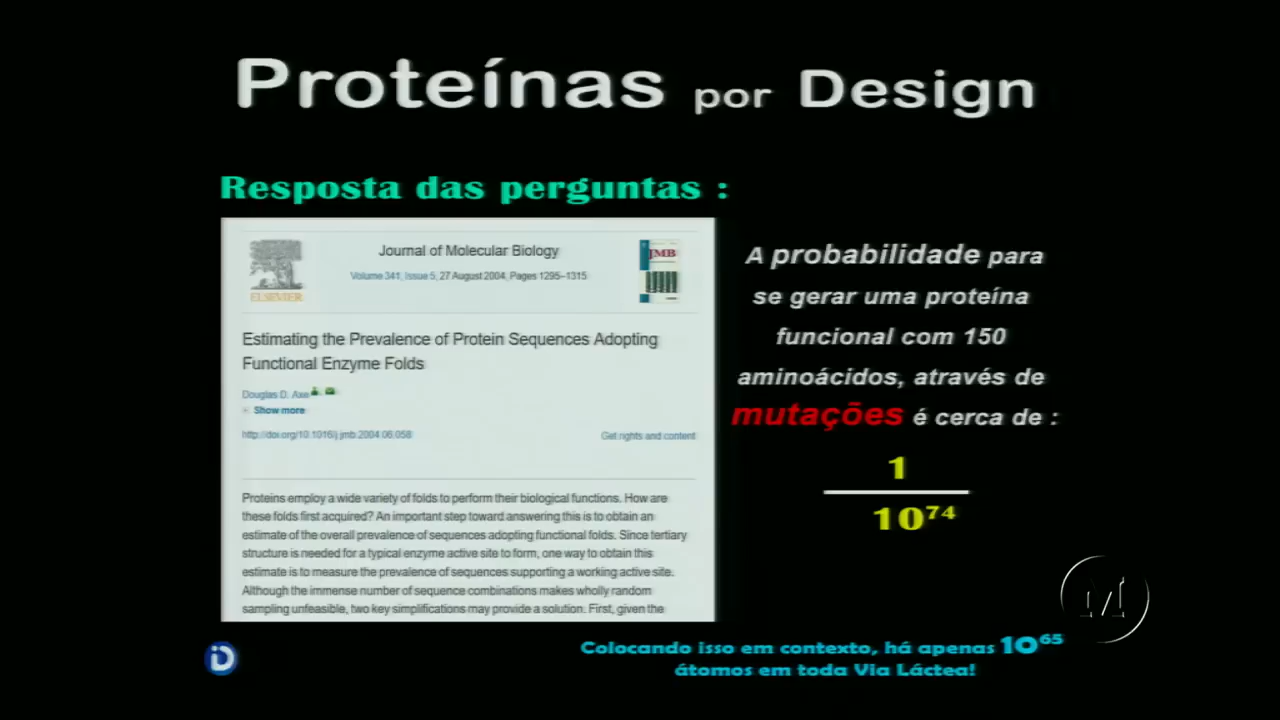 Proteínas por Design
Resposta das perguntas :
Journal of Molecular Biology
Volume 341, Issue 5, 27 August 2004, Pages 1295–1315
ELSEVIER
JMB
Estimating the Prevalence of Protein Sequences Adopting
Functional Enzyme Folds
Douglas D. Axe
Show more
http://doi.org/10.1016/j.jmb.2004.06.058
Get rights and content
Proteins employ a wide variety of folds to perform their biological functions. How are
these folds first acquired? An important step toward answering this is to obtain an
estimate of the overall prevalence of sequences adopting functional folds. Since tertiary
structure is needed for a typical enzyme active site to form, one way to obtain this
estimate is to measure the prevalence of sequences supporting a working active site.
Although the immense number of sequence combinations makes wholly random
sampling unfeasible, two key simplifications may provide a solution. First, given the
A probabilidade para
se gerar uma proteína
funcional com 150
aminoácidos, através de
mutações é cerca de :
1
10⁷⁴
M
iD
Colocando isso em contexto, há apenas 10⁶⁵
átomos em toda Via Láctea!